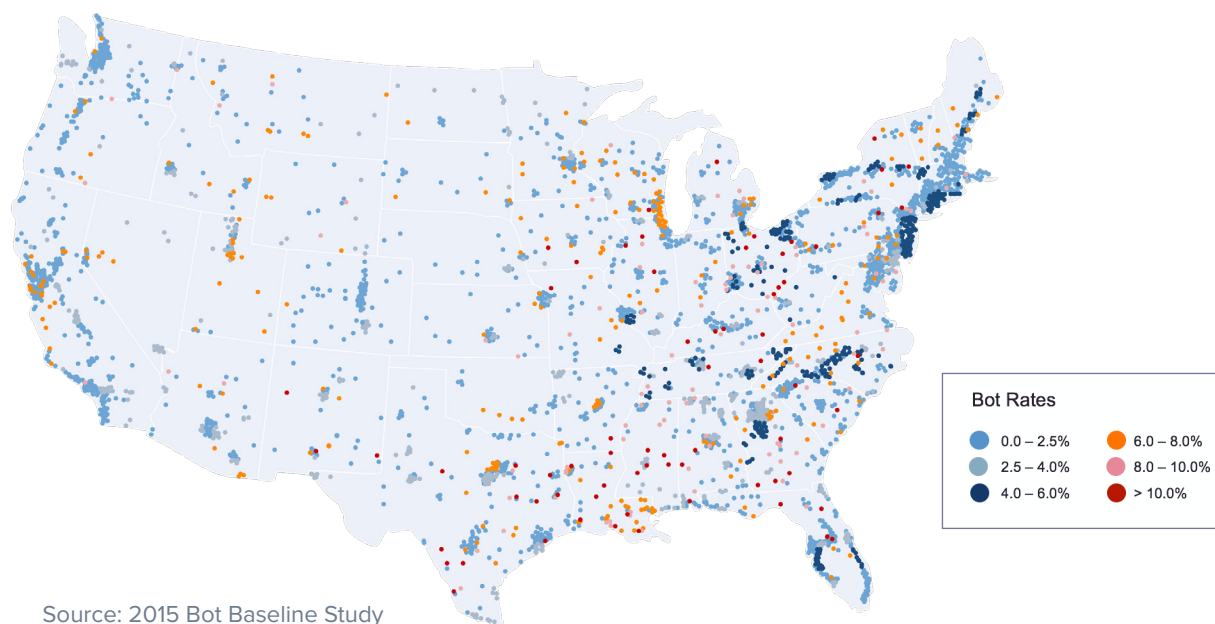 Bot Rates
0.0 – 2.5%
6.0 – 8.0%
2.5 – 4.0%
8.0 – 10.0%
4.0 – 6.0%
> 10.0%
Source: 2015 Bot Baseline Study